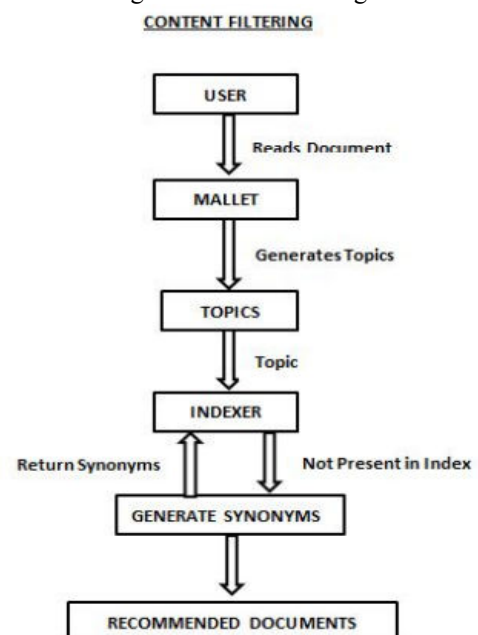 CONTENT FILTERING
USER
Reads Document
MALLET
Generates Topics
TOPICS
Topic
INDEXER
Return Synonyms
Not Present in Index
GENERATE SYNONYMS
RECOMMENDED DOCUMENTS